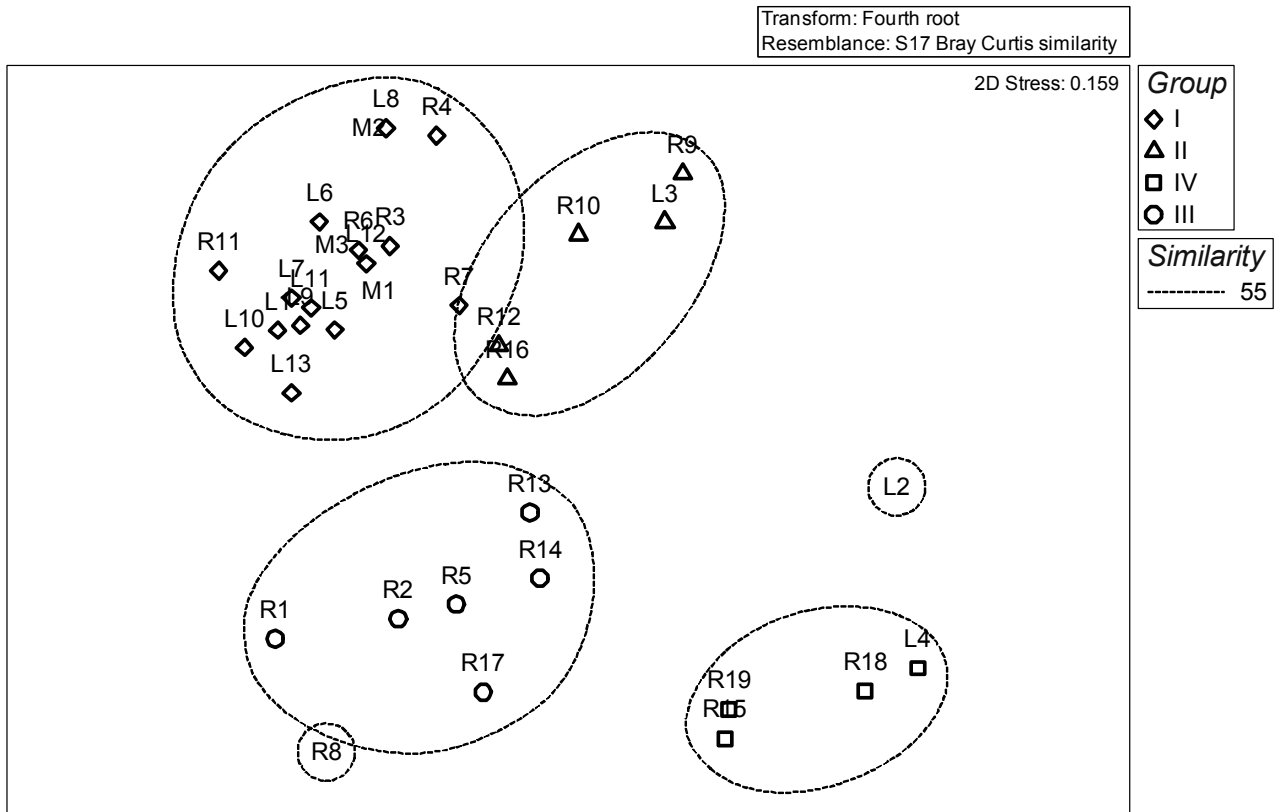 Transform: Fourth root
Resemblance: S17 Bray Curtis similarity
2D Stress: 0.159
Group
I
II
IV
III
Similarity
55
L8
R4
M2
R9
L6
L3
R10
R6
R3
L12
M3
R11
L7
L11
M1
R7
L9
L5
L10
R12
R16
L13
L2
R13
R14
R5
R2
R1
R17
R8
L4
R18
R19
R15